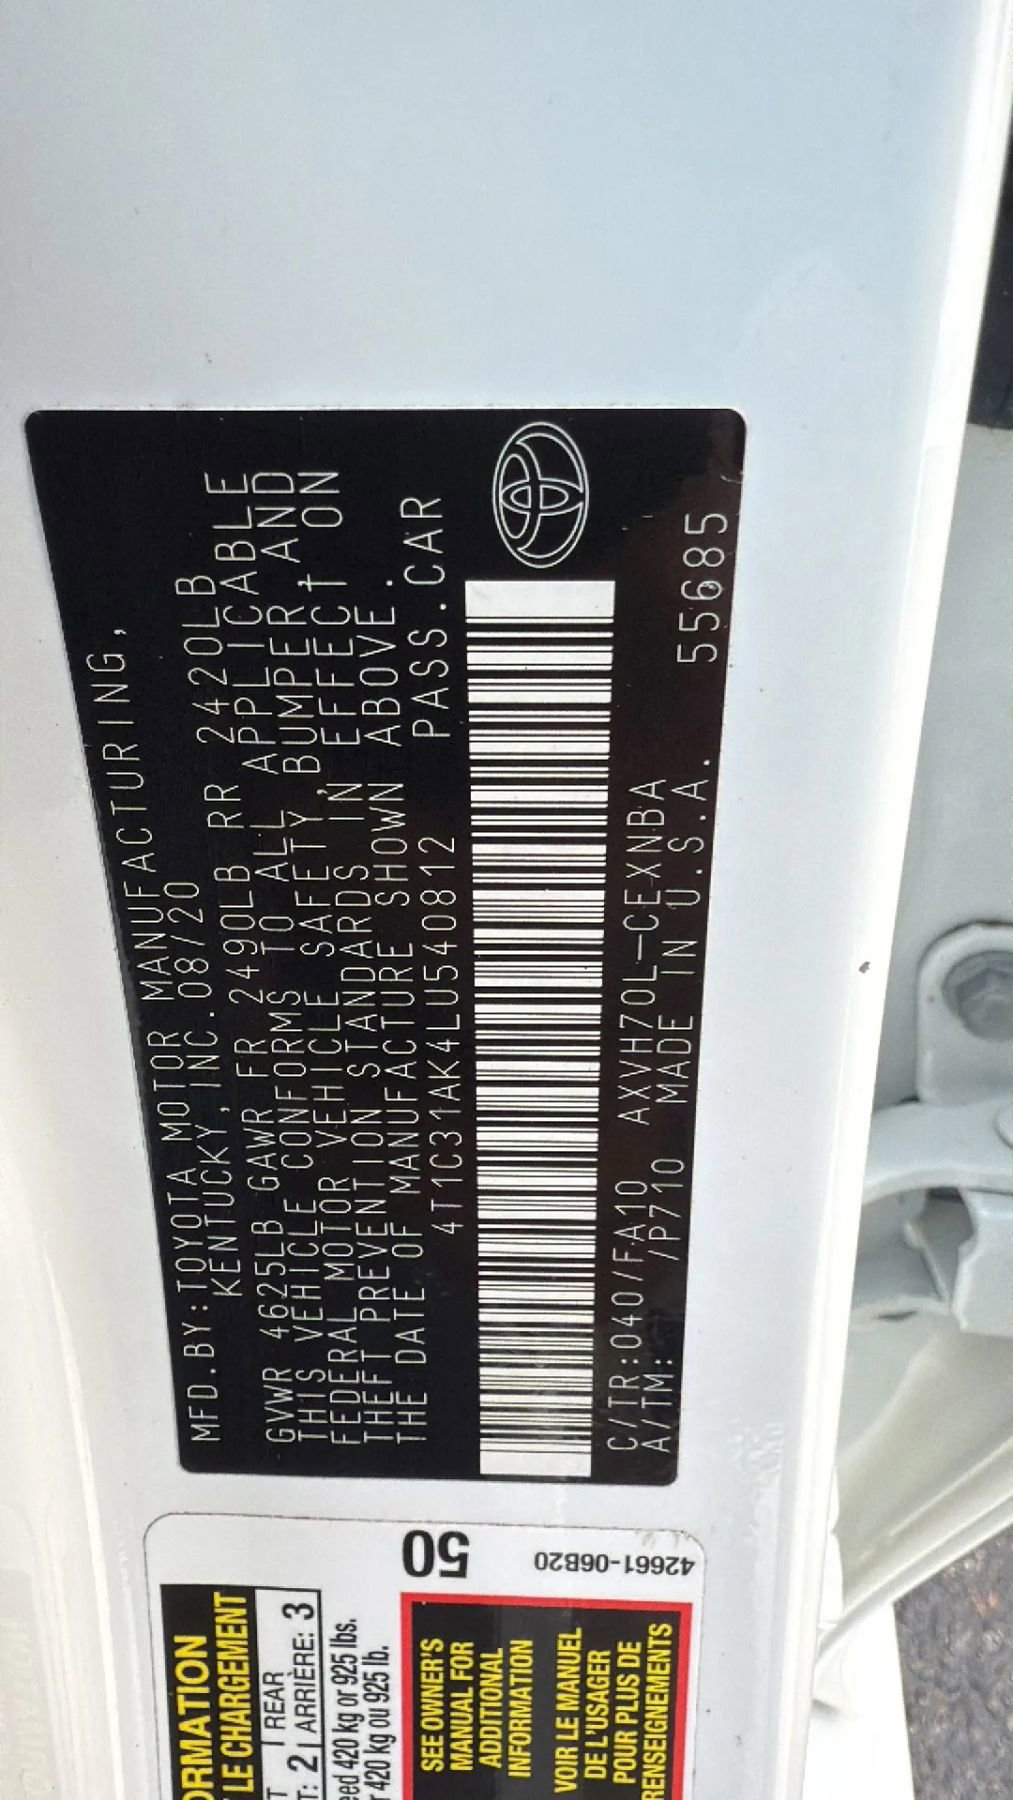 MFD.BY:TOYOTA MOTOR MANUFACTURING,
KENTUCKY, INC.08/20
GVWR 4625LB GAWR FR 2490LB RR 2420LB
THIS VEHICLE CONFORMS TO ALL APPLICABLE
FEDERAL MOTOR VEHICLE SAFETY, BUMPER AND
THEFT PREVENTION STANDARDS IN EFFECT ON
THE DATE OF MANUFACTURE SHOWN ABOVE.
4T1C31AK4LU540812 PASS.CAR
C/TR:040/FA10 AXVH70L-CEXNBA
A/TM: /P710 MADE IN U.S.A. 55685
50
42661-06B20
ORMATION
LE CHARGEMENT
REAR
2 ARRIÈRE: 3
420 kg or 925 lbs.
420 kg ou 925 lb.
SEE OWNER'S
MANUAL FOR
ADDITIONAL
INFORMATION
VOIR LE MANUEL
DE L'USAGER
POUR PLUS DE
RENSEIGNEMENTS